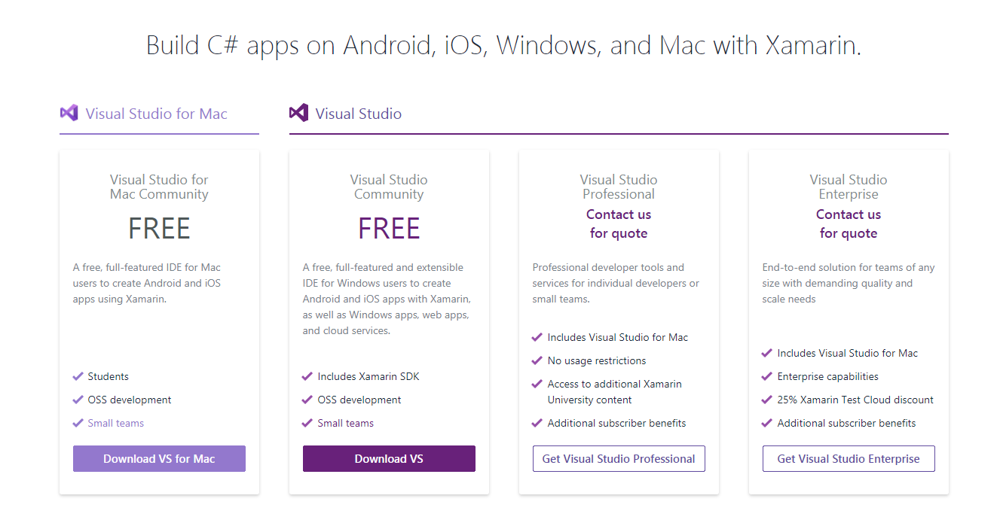 Build C# apps on Android, iOS, Windows, and Mac with Xamarin.
Visual Studio for Mac
Visual Studio
Visual Studio for
Mac Community
FREE
A free, full-featured IDE for Mac
users to create Android and iOS
apps using Xamarin.
Students
OSS development
Small teams
Download VS for Mac
Visual Studio
Community
FREE
A free, full-featured and extensible
IDE for Windows users to create
Android and iOS apps with Xamarin,
as well as Windows apps, web apps,
and cloud services.
Includes Xamarin SDK
OSS development
Small teams
Download VS
Visual Studio
Professional
Contact us
for quote
Professional developer tools and
services for individual developers or
small teams.
Includes Visual Studio for Mac
No usage restrictions
Access to additional Xamarin
University content
Additional subscriber benefits
Get Visual Studio Professional
Visual Studio
Enterprise
Contact us
for quote
End-to-end solution for teams of any
size with demanding quality and
scale needs
Includes Visual Studio for Mac
Enterprise capabilities
25% Xamarin Test Cloud discount
Additional subscriber benefits
Get Visual Studio Enterprise